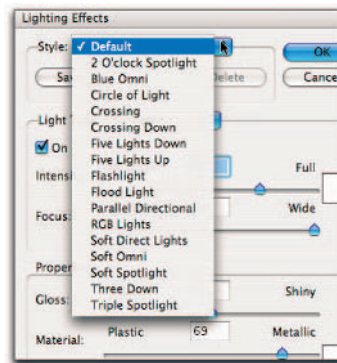 Lighting Effects
Style: ✓ Default
2 O'clock Spotlight
Blue Omni
Circle of Light
Crossing
Crossing Down
Five Lights Down
Five Lights Up
Flashlight
Flood Light
Parallel Directional
RGB Lights
Soft Direct Lights
Soft Omni
Soft Spotlight
Three Down
Triple Spotlight
OK
Sa
elete
Cance
Light
On
Intensi
Full
Focus:
Wide
Proper
Gloss:
Shiny
Material:
Plastic
69
Metallic